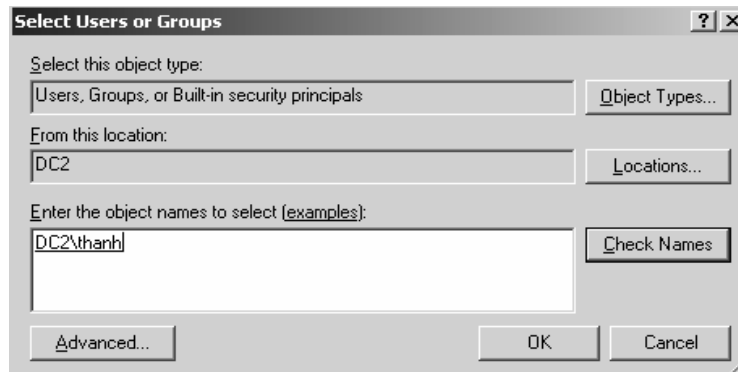 Select Users or Groups
Select this object type:
Users, Groups, or Built-in security principals
Object Types...
From this location:
DC2
Locations...
Enter the object names to select (examples):
DC2\thanh
Check Names
Advanced...
OK
Cancel